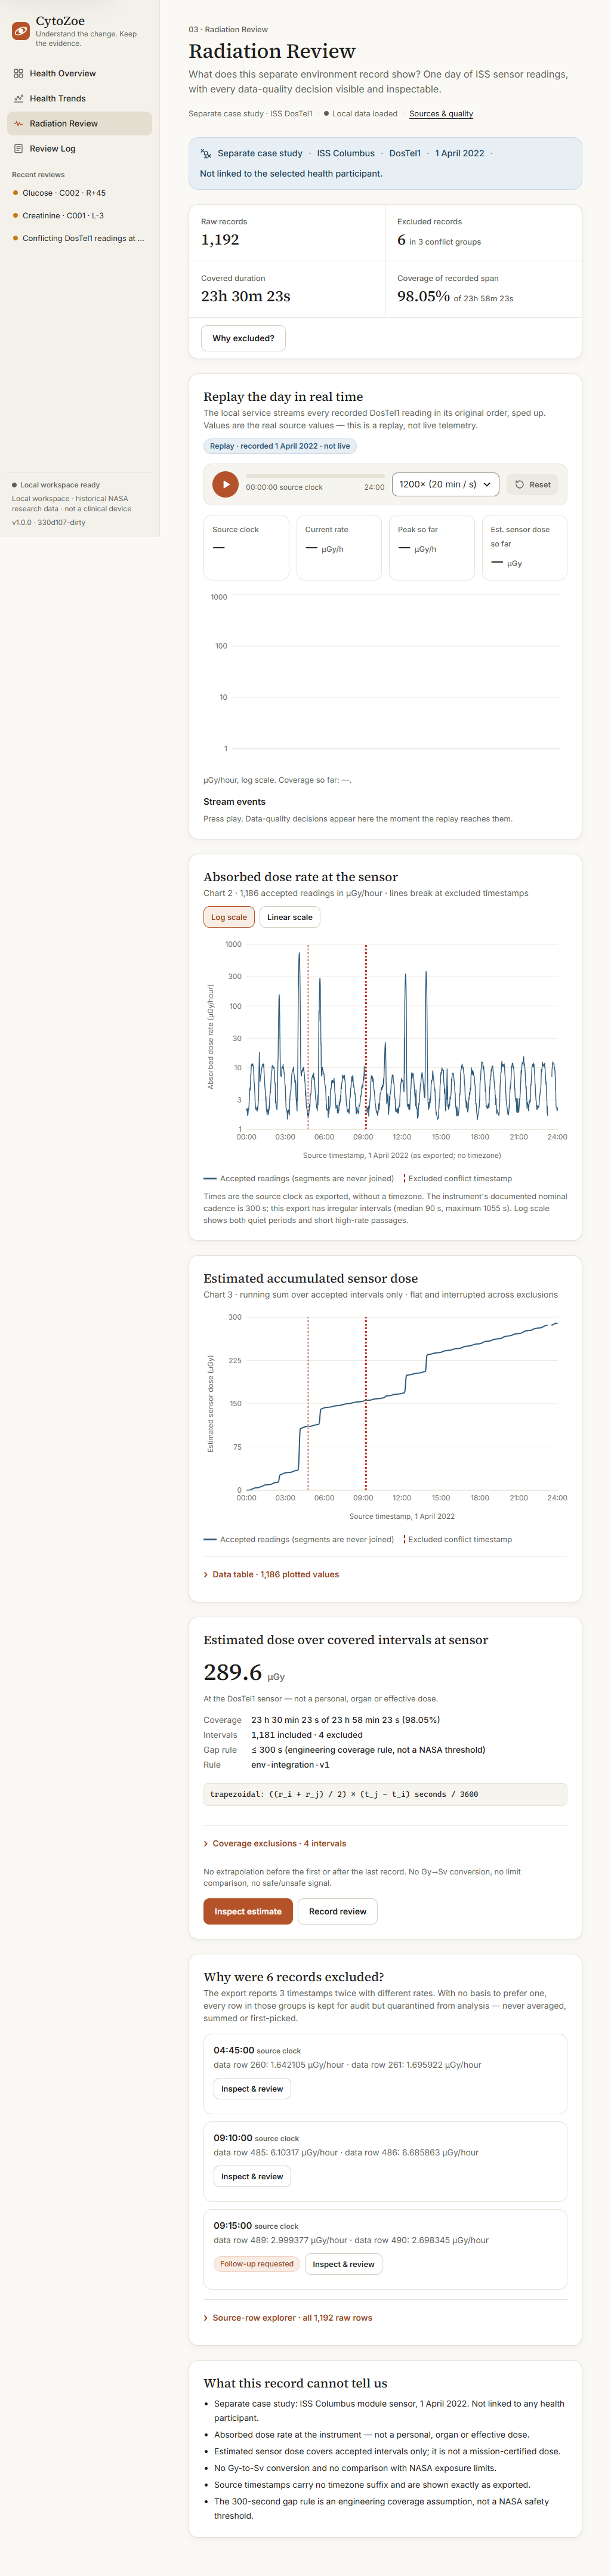 CytoZoe
Understand the change. Keep
the evidence.
Health Overview
Health Trends
Radiation Review
Review Log
Recent reviews
Glucose · C002 · R+45
Creatinine · C001 · L-3
Conflicting DosTel1 readings at ...
Local workspace ready
Local workspace · historical NASA
research data · not a clinical device
v1.0.0 · 330d107-dirty
03 · Radiation Review
Radiation Review
What does this separate environment record show? One day of ISS sensor readings,
with every data-quality decision visible and inspectable.
Separate case study · ISS DosTel1 · Local data loaded · Sources & quality
Separate case study · ISS Columbus · DosTel1 · 1 April 2022 ·
Not linked to the selected health participant.
Raw records
1,192
Excluded records
6 in 3 conflict groups
Covered duration
23h 30m 23s
Coverage of recorded span
98.05% of 23h 58m 23s
Why excluded?
Replay the day in real time
The local service streams every recorded DosTel1 reading in its original order, sped up.
Values are the real source values — this is a replay, not live telemetry.
Replay · recorded 1 April 2022 · not live
00:00:00 source clock 24:00
1200× (20 min / s)
Reset
Source clock
—
Current rate
— µGy/h
Peak so far
— µGy/h
Est. sensor dose
so far
— µGy
1000
100
10
1
µGy/hour, log scale. Coverage so far: —.
Stream events
Press play. Data-quality decisions appear here the moment the replay reaches them.
Absorbed dose rate at the sensor
Chart 2 · 1,186 accepted readings in µGy/hour · lines break at excluded timestamps
Log scale
Linear scale
Absorbed dose rate (µGy/hour)
1000
300
100
30
10
3
1
00:00 03:00 06:00 09:00 12:00 15:00 18:00 21:00 24:00
Source timestamp, 1 April 2022 (as exported; no timezone)
Accepted readings (segments are never joined) Excluded conflict timestamp
Times are the source clock as exported, without a timezone. The instrument's documented nominal
cadence is 300 s; this export has irregular intervals (median 90 s, maximum 1055 s). Log scale
shows both quiet periods and short high-rate passages.
Estimated accumulated sensor dose
Chart 3 · running sum over accepted intervals only · flat and interrupted across exclusions
Estimated sensor dose (µGy)
300
225
150
75
0
00:00 03:00 06:00 09:00 12:00 15:00 18:00 21:00 24:00
Source timestamp, 1 April 2022
Accepted readings (segments are never joined) Excluded conflict timestamp
Data table · 1,186 plotted values
Estimated dose over covered intervals at sensor
289.6 µGy
At the DosTel1 sensor — not a personal, organ or effective dose.
Coverage 23 h 30 min 23 s of 23 h 58 min 23 s (98.05%)
Intervals 1,181 included · 4 excluded
Gap rule ≤ 300 s (engineering coverage rule, not a NASA threshold)
Rule env-integration-v1
trapezoidal: ((r_i + r_j) / 2) × (t_j − t_i) seconds / 3600
Coverage exclusions · 4 intervals
No extrapolation before the first or after the last record. No Gy→Sv conversion, no limit
comparison, no safe/unsafe signal.
Inspect estimate
Record review
Why were 6 records excluded?
The export reports 3 timestamps twice with different rates. With no basis to prefer one,
every row in those groups is kept for audit but quarantined from analysis — never averaged,
summed or first-picked.
04:45:00 source clock
data row 260: 1.642105 µGy/hour · data row 261: 1.695922 µGy/hour
Inspect & review
09:10:00 source clock
data row 485: 6.10317 µGy/hour · data row 486: 6.685863 µGy/hour
Inspect & review
09:15:00 source clock
data row 489: 2.999377 µGy/hour · data row 490: 2.698345 µGy/hour
Follow-up requested
Inspect & review
Source-row explorer · all 1,192 raw rows
What this record cannot tell us
• Separate case study: ISS Columbus module sensor, 1 April 2022. Not linked to any health
participant.
• Absorbed dose rate at the instrument — not a personal, organ or effective dose.
• Estimated sensor dose covers accepted intervals only; it is not a mission-certified dose.
• No Gy-to-Sv conversion and no comparison with NASA exposure limits.
• Source timestamps carry no timezone suffix and are shown exactly as exported.
• The 300-second gap rule is an engineering coverage assumption, not a NASA safety
threshold.